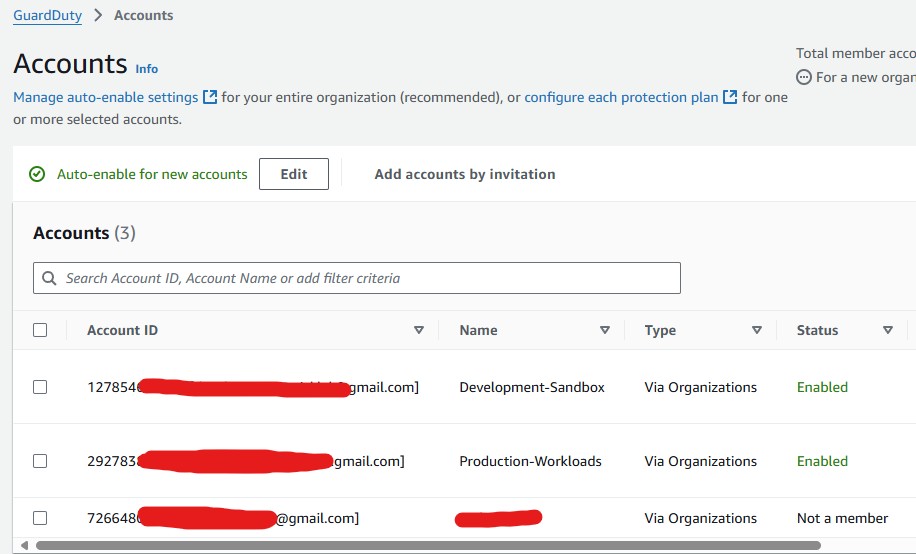 GuardDuty > Accounts
Accounts Info
Total member acco
For a new organ
Manage auto-enable settings for your entire organization (recommended), or configure each protection plan for one
or more selected accounts.
Auto-enable for new accounts Edit Add accounts by invitation
Accounts (3)
Search Account ID, Account Name or add filter criteria
Account ID Name Type Status
127854 gmail.com] Development-Sandbox Via Organizations Enabled
292783 gmail.com] Production-Workloads Via Organizations Enabled
726648 @gmail.com] Via Organizations Not a member